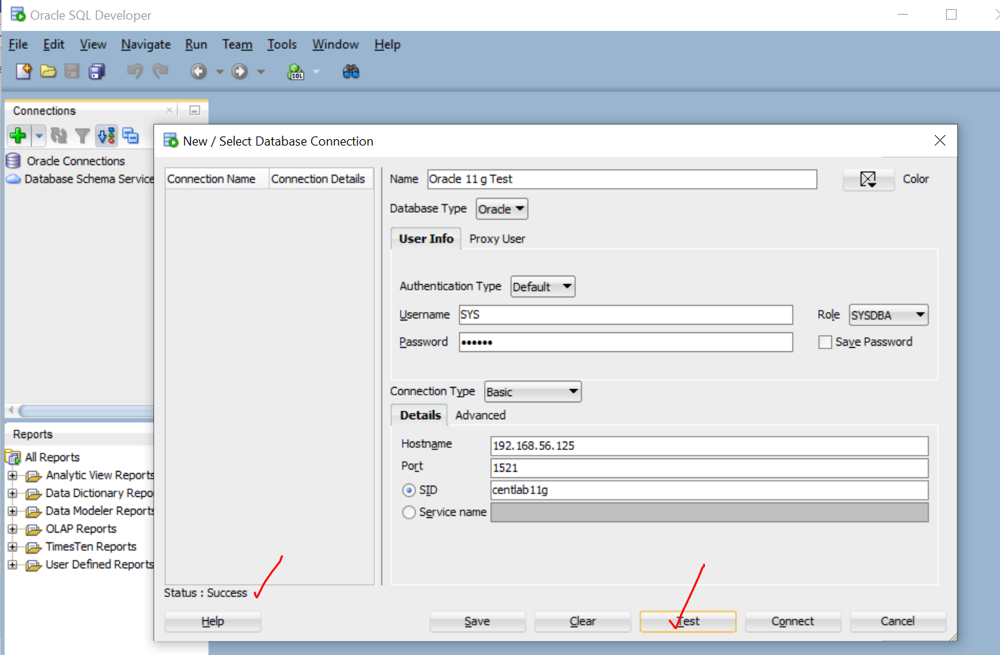 Oracle SQL Developer
File Edit View Navigate Run Team Tools Window Help
SQL
Connections
Oracle Connections
Database Schema Service
Reports
All Reports
Analytic View Reports
Data Dictionary Repo
Data Modeler Reports
OLAP Reports
TimesTen Reports
User Defined Reports
New / Select Database Connection
Connection Name Connection Details
Name Oracle 11 g Test Color
Database Type Oracle
User Info Proxy User
Authentication Type Default
Username SYS Role SYSDBA
Password •••••• Save Password
Connection Type Basic
Details Advanced
Hostname 192.168.56.125
Port 1521
SID centlab11g
Service name
Status : Success
Help Save Clear Test Connect Cancel